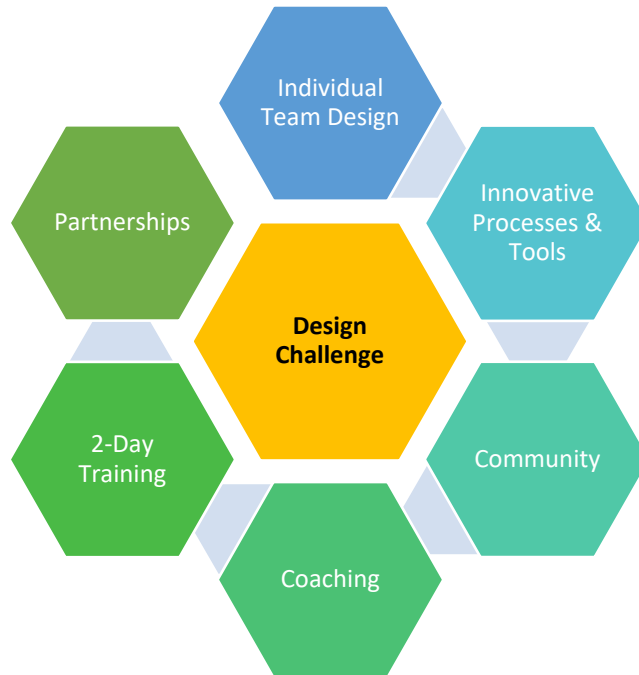 Individual
Team Design
Innovative
Processes &
Tools
Community
Coaching
2-Day
Training
Partnerships
Design
Challenge